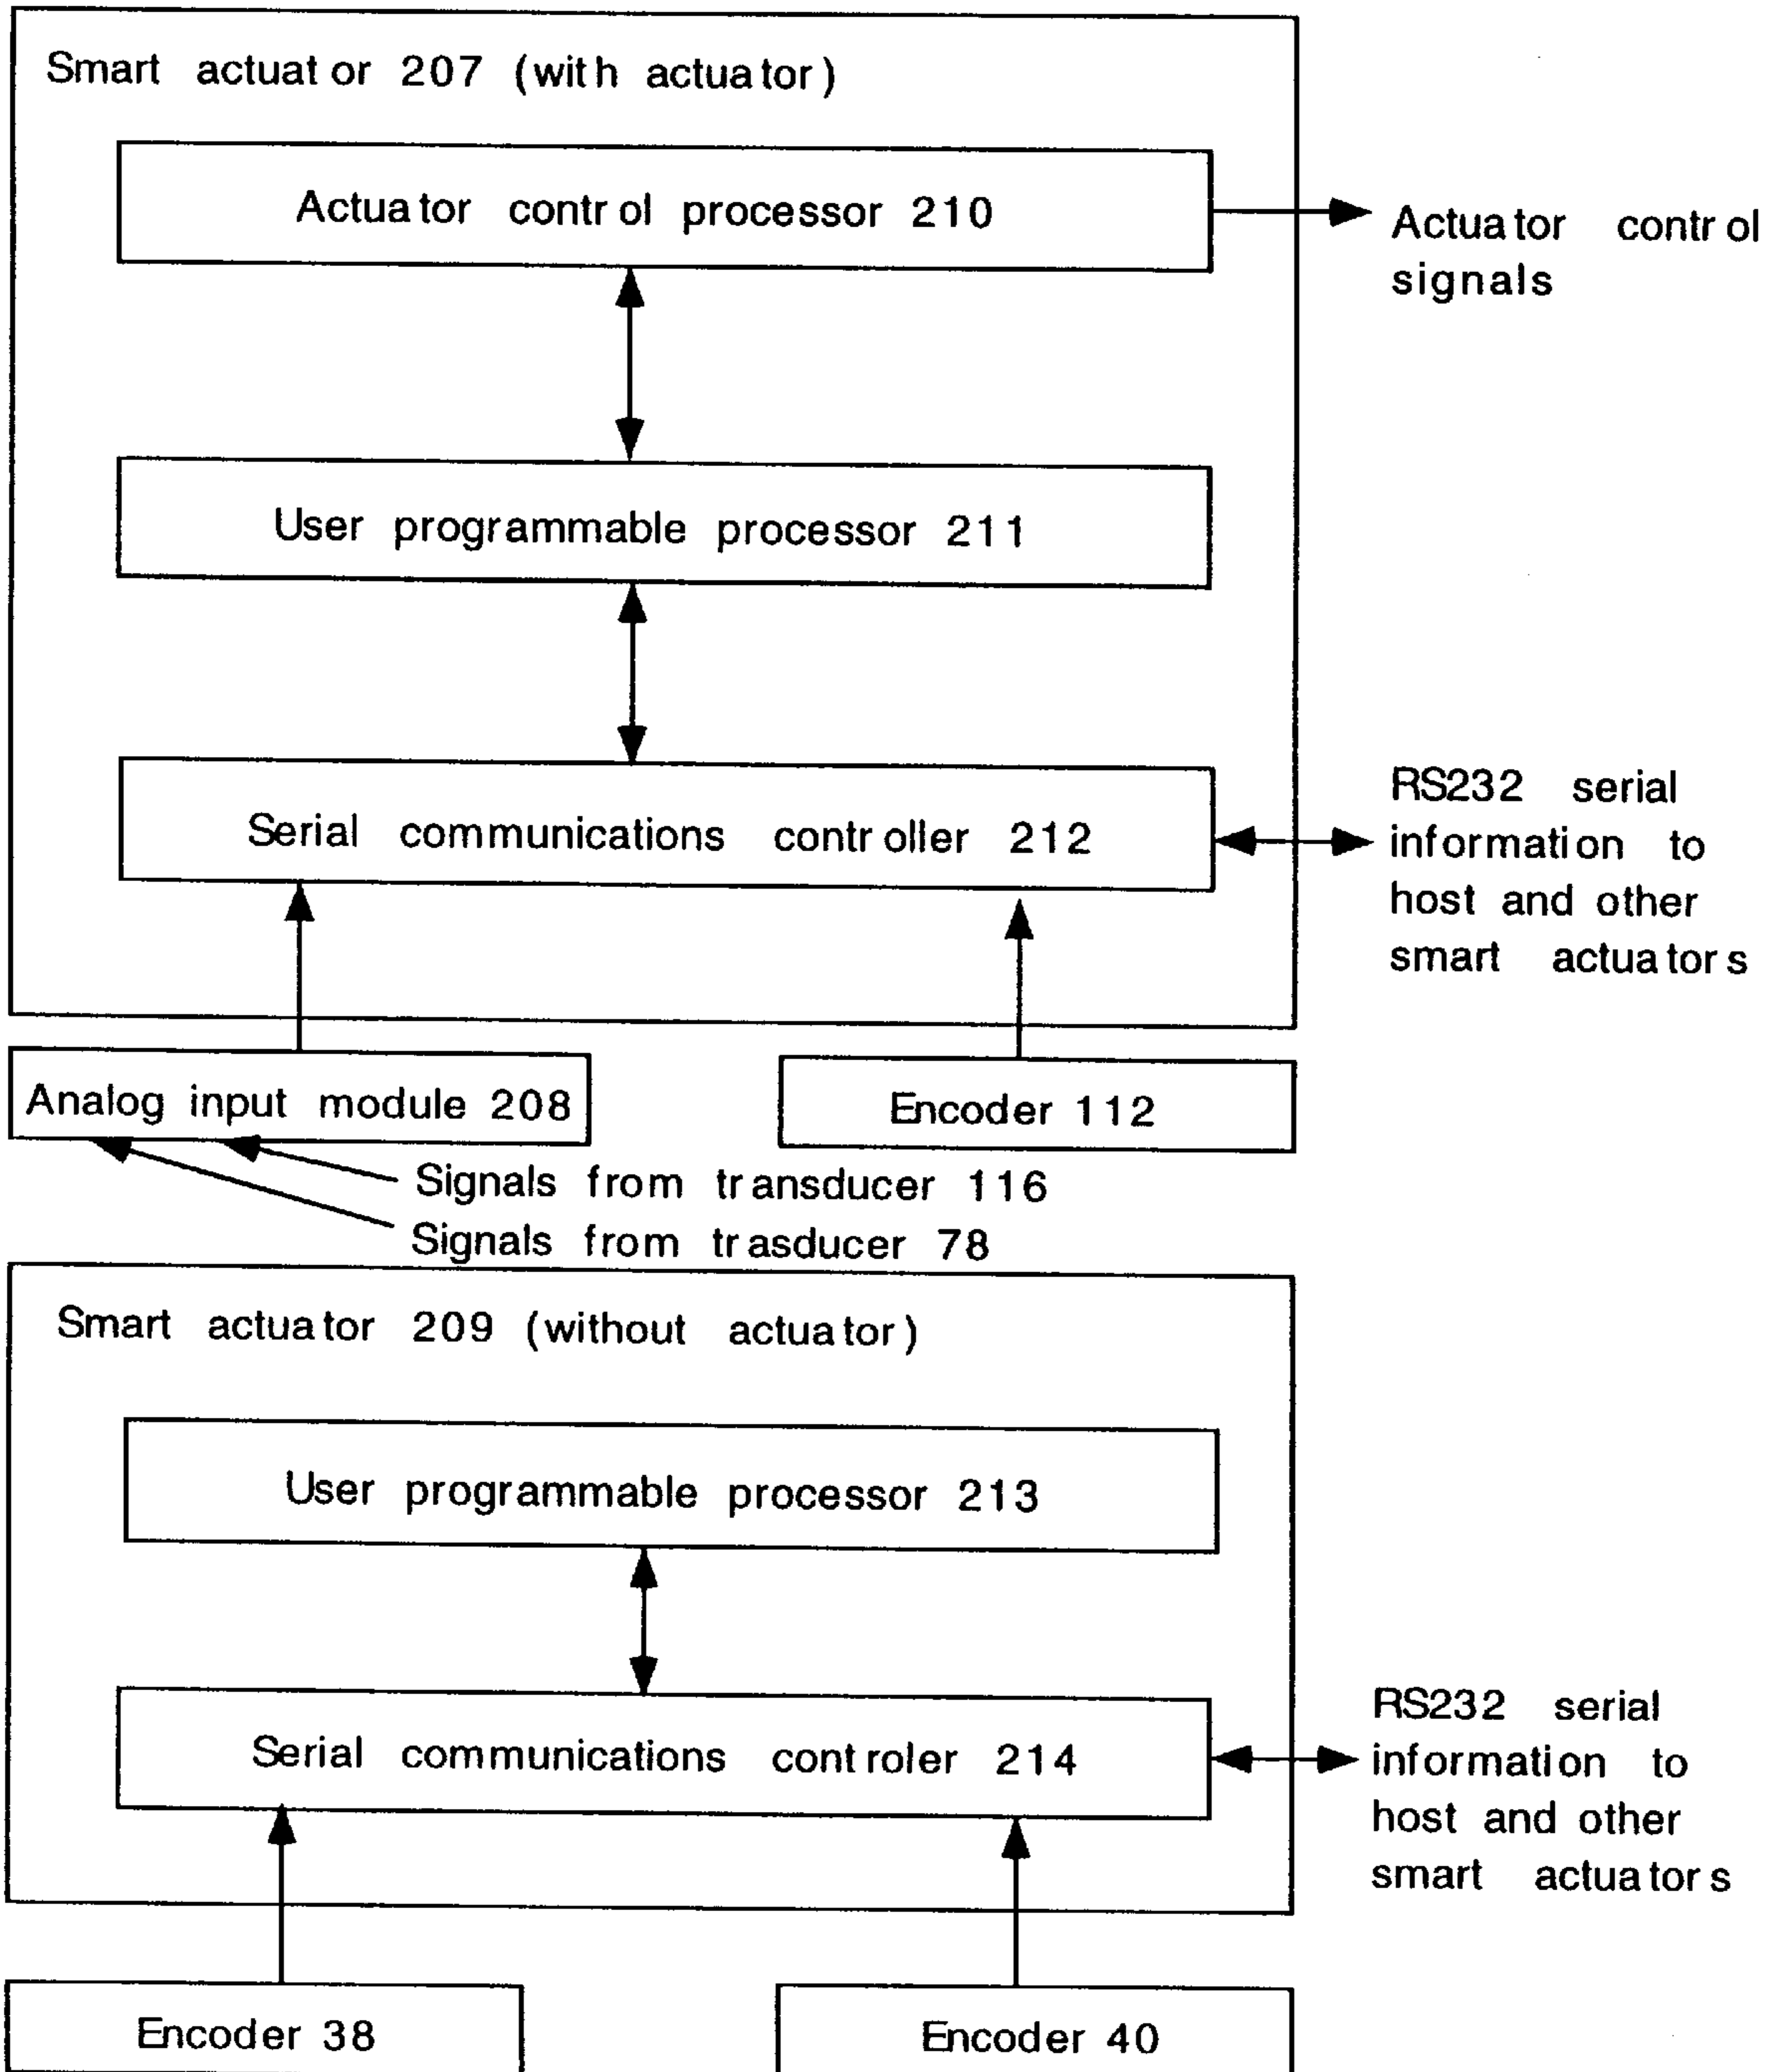 Smart actuator 207 (with actuator)
Actuator control processor 210
Actuator control
signals
User programmable processor 211
Serial communications controller 212
RS232 serial
information to
host and other
smart actuators
Analog input module 208
Encoder 112
Signals from transducer 116
Signals from trasducer 78
Smart actuator 209 (without actuator)
User programmable processor 213
Serial communications controler 214
RS232 serial
information to
host and other
smart actuators
Encoder 38
Encoder 40